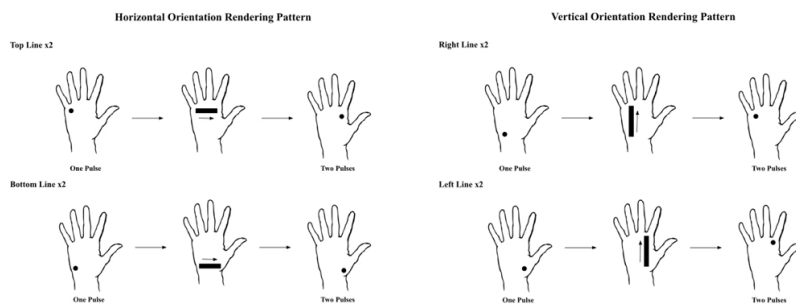 Horizontal Orientation Rendering Pattern
Top Line x2
One Pulse
Two Pulses
Bottom Line x2
One Pulse
Two Pulses
Vertical Orientation Rendering Pattern
Right Line x2
One Pulse
Two Pulses
Left Line x2
One Pulse
Two Pulses